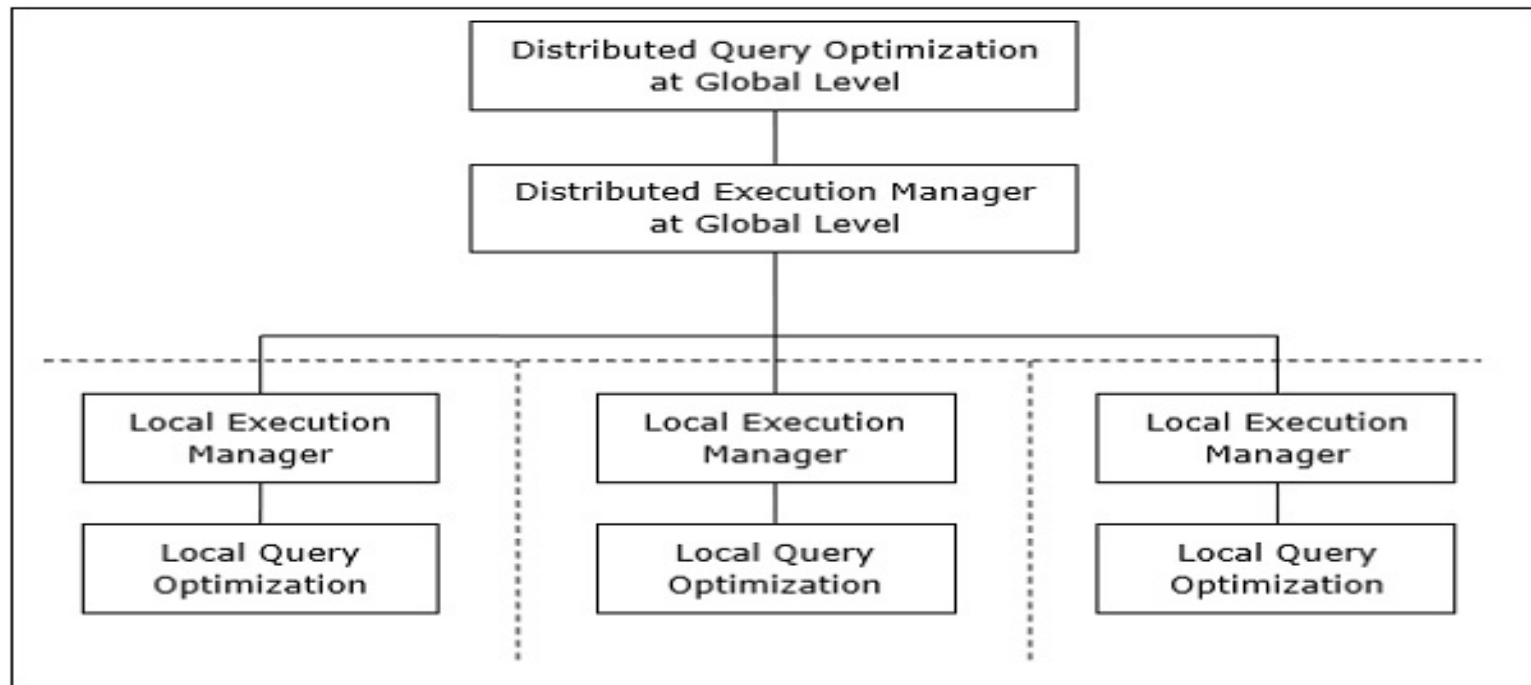 Distributed Query Optimization
at Global Level
Distributed Execution Manager
at Global Level
Local Execution
Manager
Local Execution
Manager
Local Execution
Manager
Local Query
Optimization
Local Query
Optimization
Local Query
Optimization